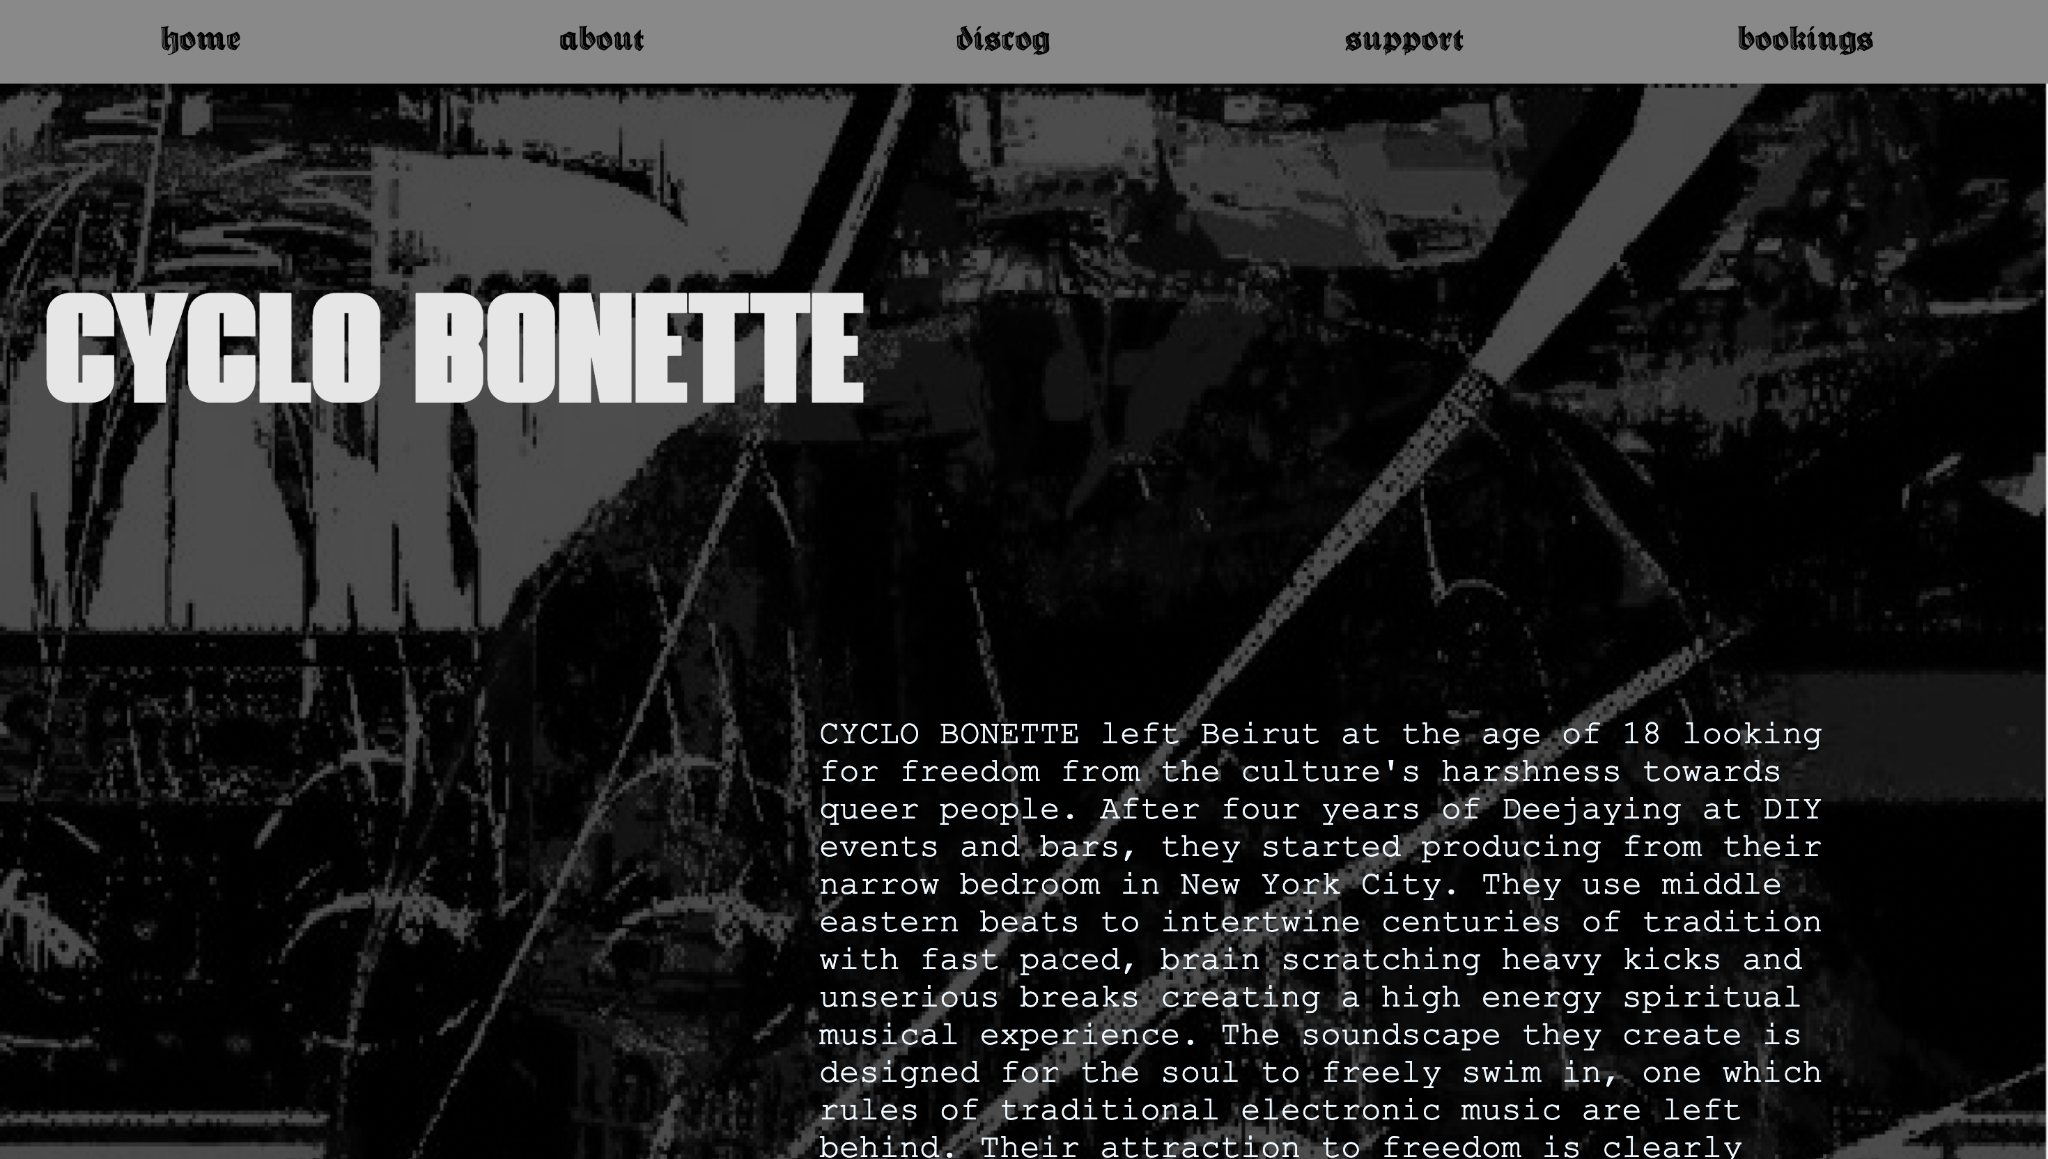 home about discog support bookings
CYCLO BONETTE
CYCLO BONETTE left Beirut at the age of 18 looking
for freedom from the culture's harshness towards
queer people. After four years of Deejaying at DIY
events and bars, they started producing from their
narrow bedroom in New York City. They use middle
eastern beats to intertwine centuries of tradition
with fast paced, brain scratching heavy kicks and
unserious breaks creating a high energy spiritual
musical experience. The soundscape they create is
designed for the soul to freely swim in, one which
rules of traditional electronic music are left
behind. Their attraction to freedom is clearly